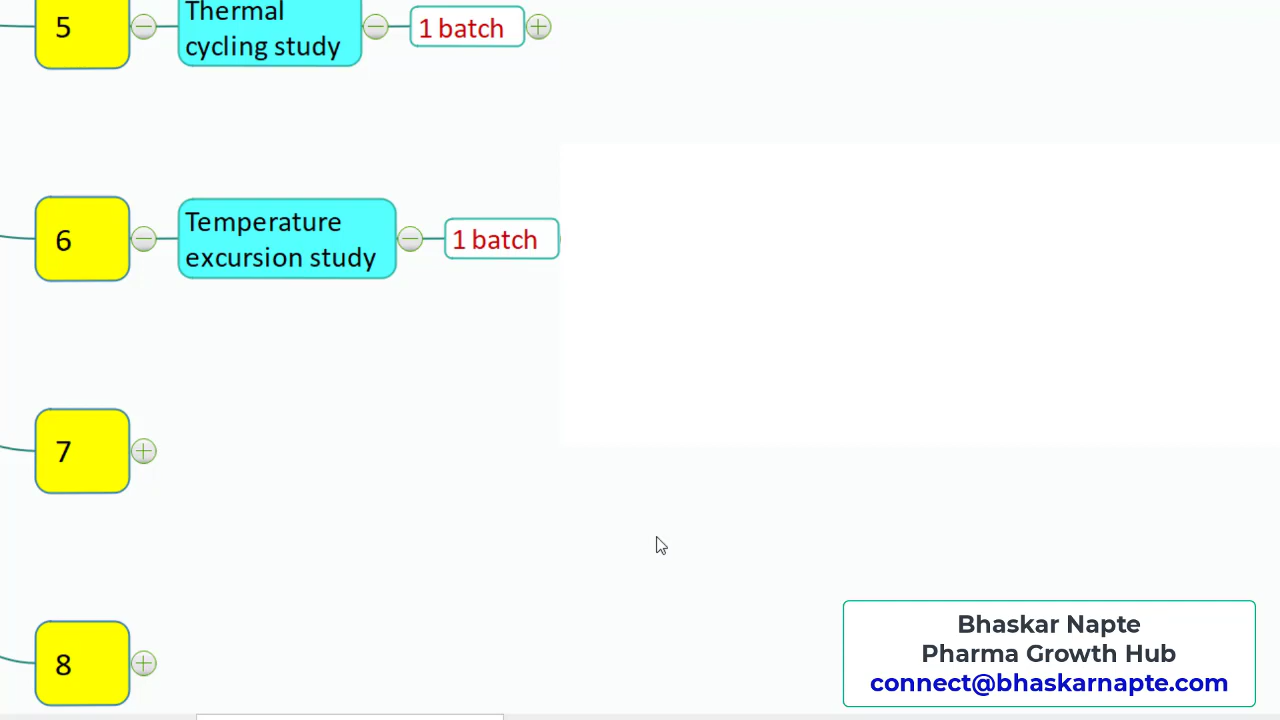 5
Thermal
cycling study
1 batch
6
Temperature
excursion study
1 batch
7
8
Bhaskar Napte
Pharma Growth Hub
connect@bhaskarnapte.com